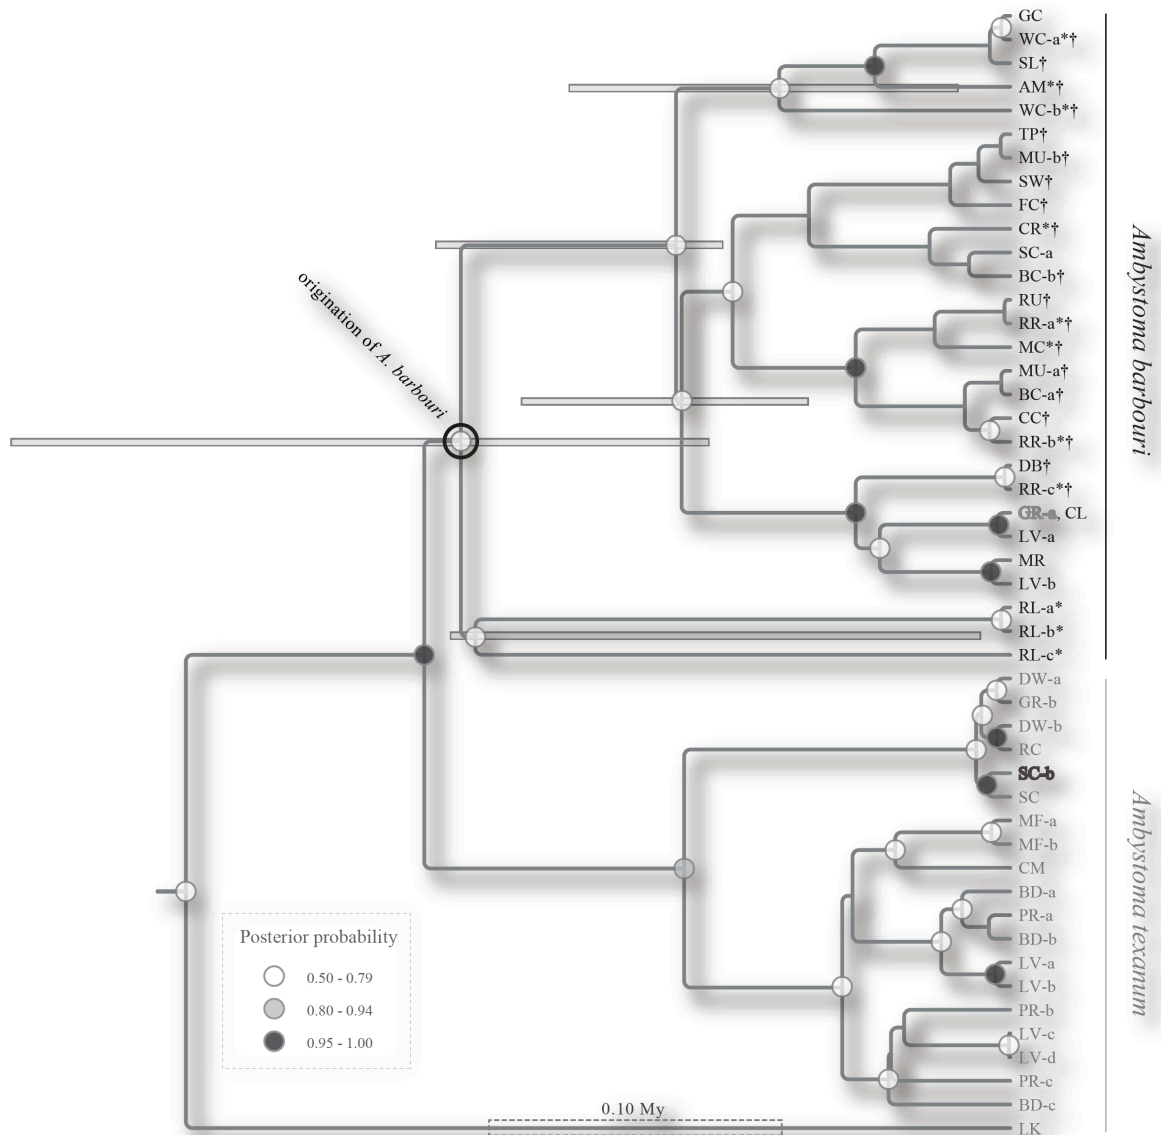 GC
WC-a*†
SL†
AM*†
WC-b*†
TP†
MU-b†
SW†
FC†
CR*†
SC-a
BC-b†
RU†
RR-a*†
MC*†
MU-a†
BC-a†
CC†
RR-b*†
DB†
RR-c*†
GR-a, CL
LV-a
MR
LV-b
RL-a*
RL-b*
RL-c*
DW-a
GR-b
DW-b
RC
SC-b
SC
MF-a
MF-b
CM
BD-a
PR-a
BD-b
LV-a
LV-b
PR-b
LV-c
LV-d
PR-c
BD-c
LK
Ambystoma barbouri
Ambystoma texanum
origination of A. barbouri
Posterior probability
0.50 - 0.79
0.80 - 0.94
0.95 - 1.00
0.10 My